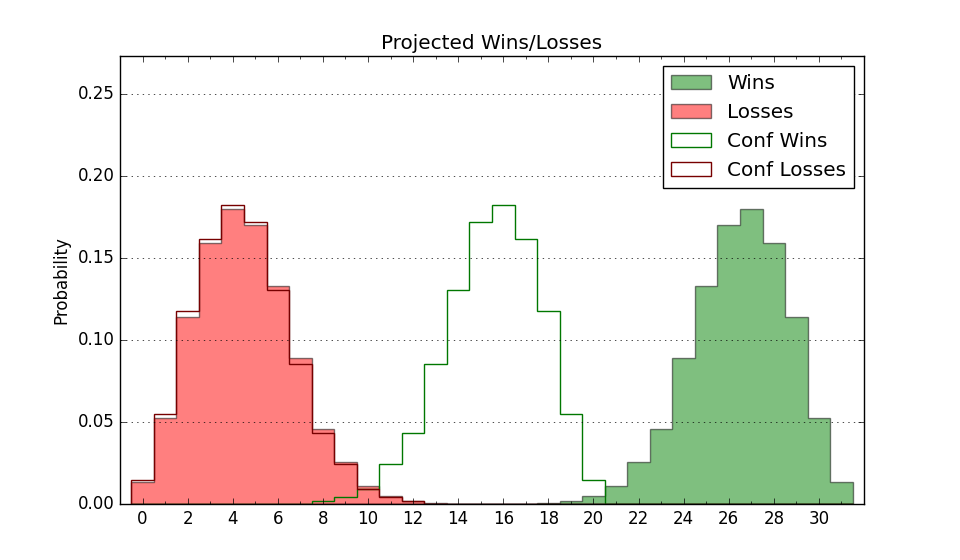 Projected Wins/Losses
Wins
Losses
Conf Wins
Conf Losses
Probability
0.25
0.20
0.15
0.10
0.05
0.00
0 2 4 6 8 10 12 14 16 18 20 22 24 26 28 30